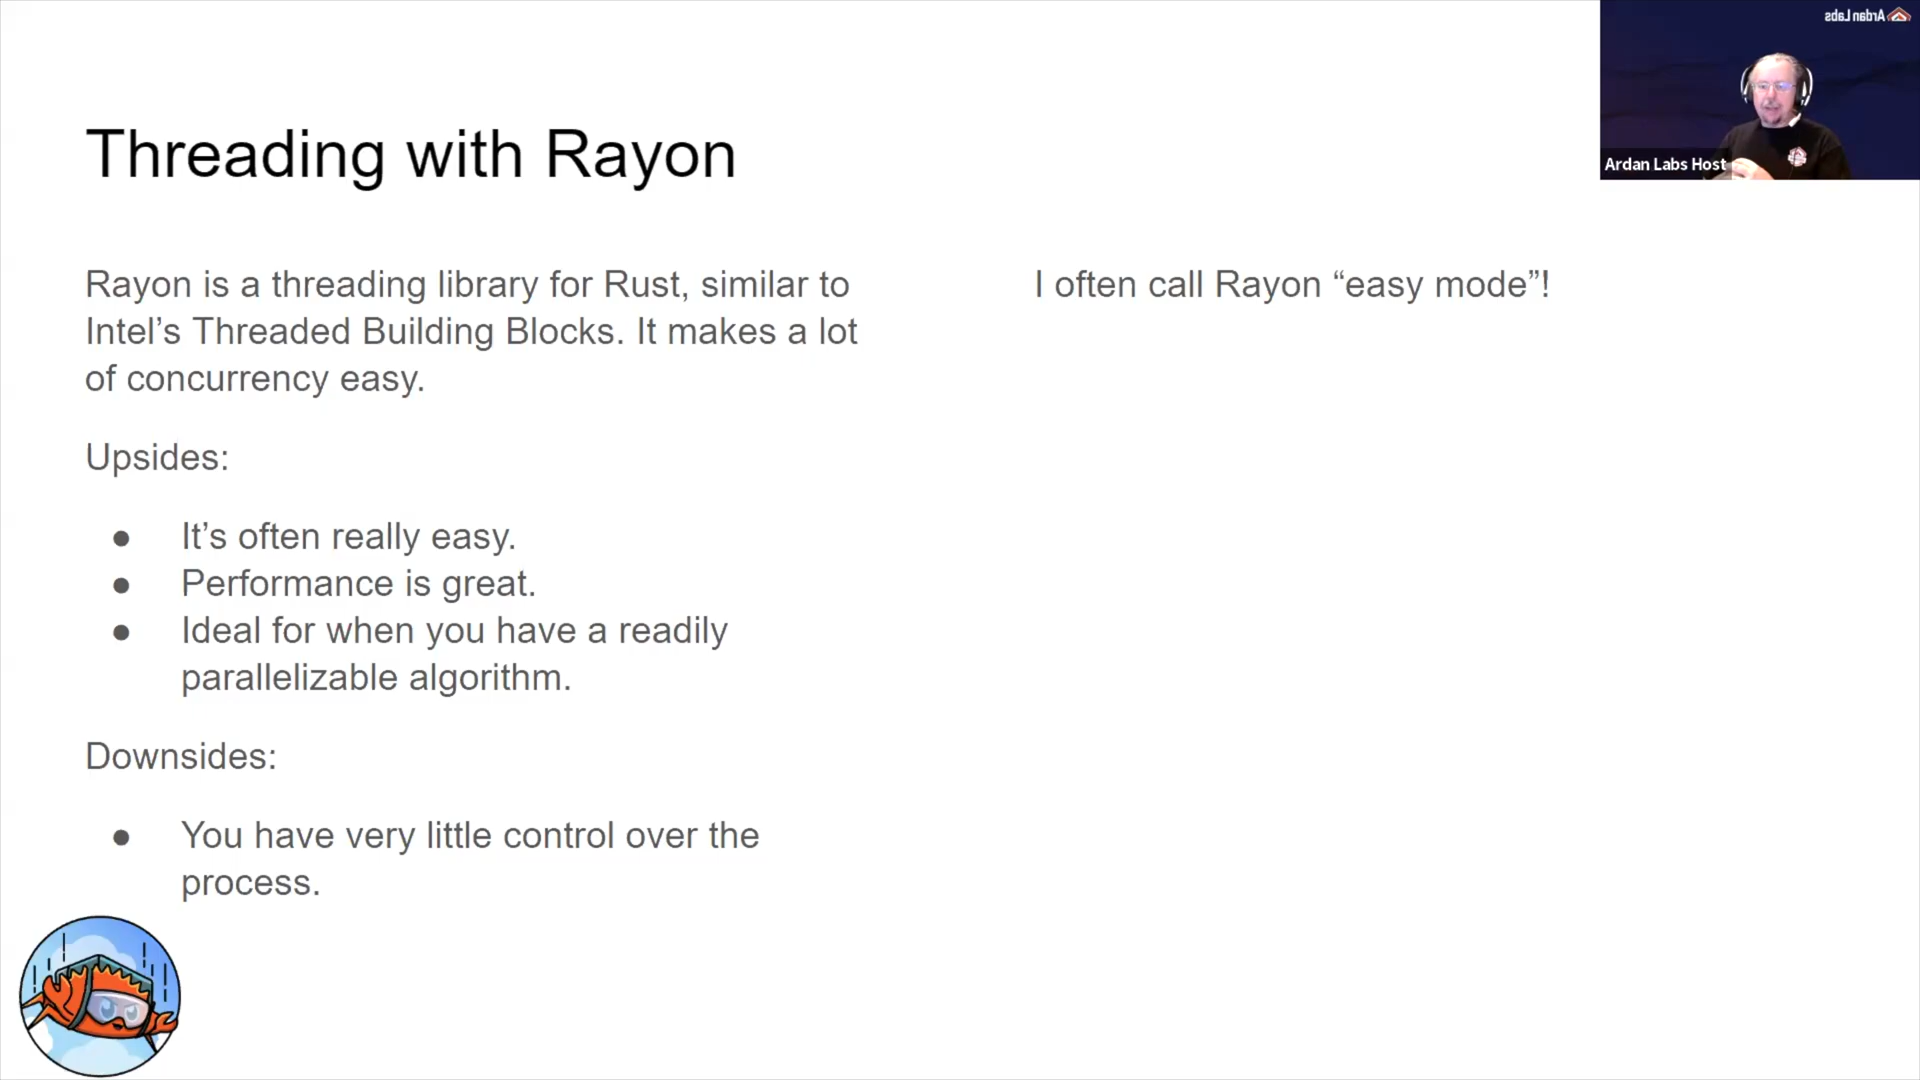 Threading with Rayon
Rayon is a threading library for Rust, similar to
Intel’s Threaded Building Blocks. It makes a lot
of concurrency easy.
Upsides:
● It’s often really easy.
● Performance is great.
● Ideal for when you have a readily
parallelizable algorithm.
Downsides:
● You have very little control over the
process.
I often call Rayon “easy mode”!
Ardan Labs
Ardan Labs Host